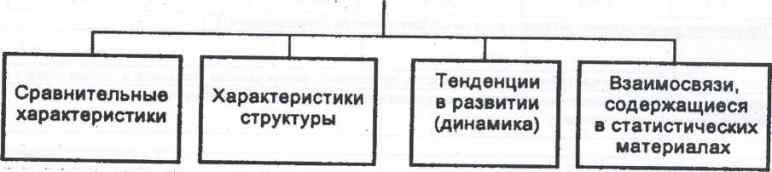 Сравнительные
характеристики
Характеристики
структуры
Тенденции
в развитии
(динамика)
Взаимосвязи,
содержащиеся
в статистических
материалах